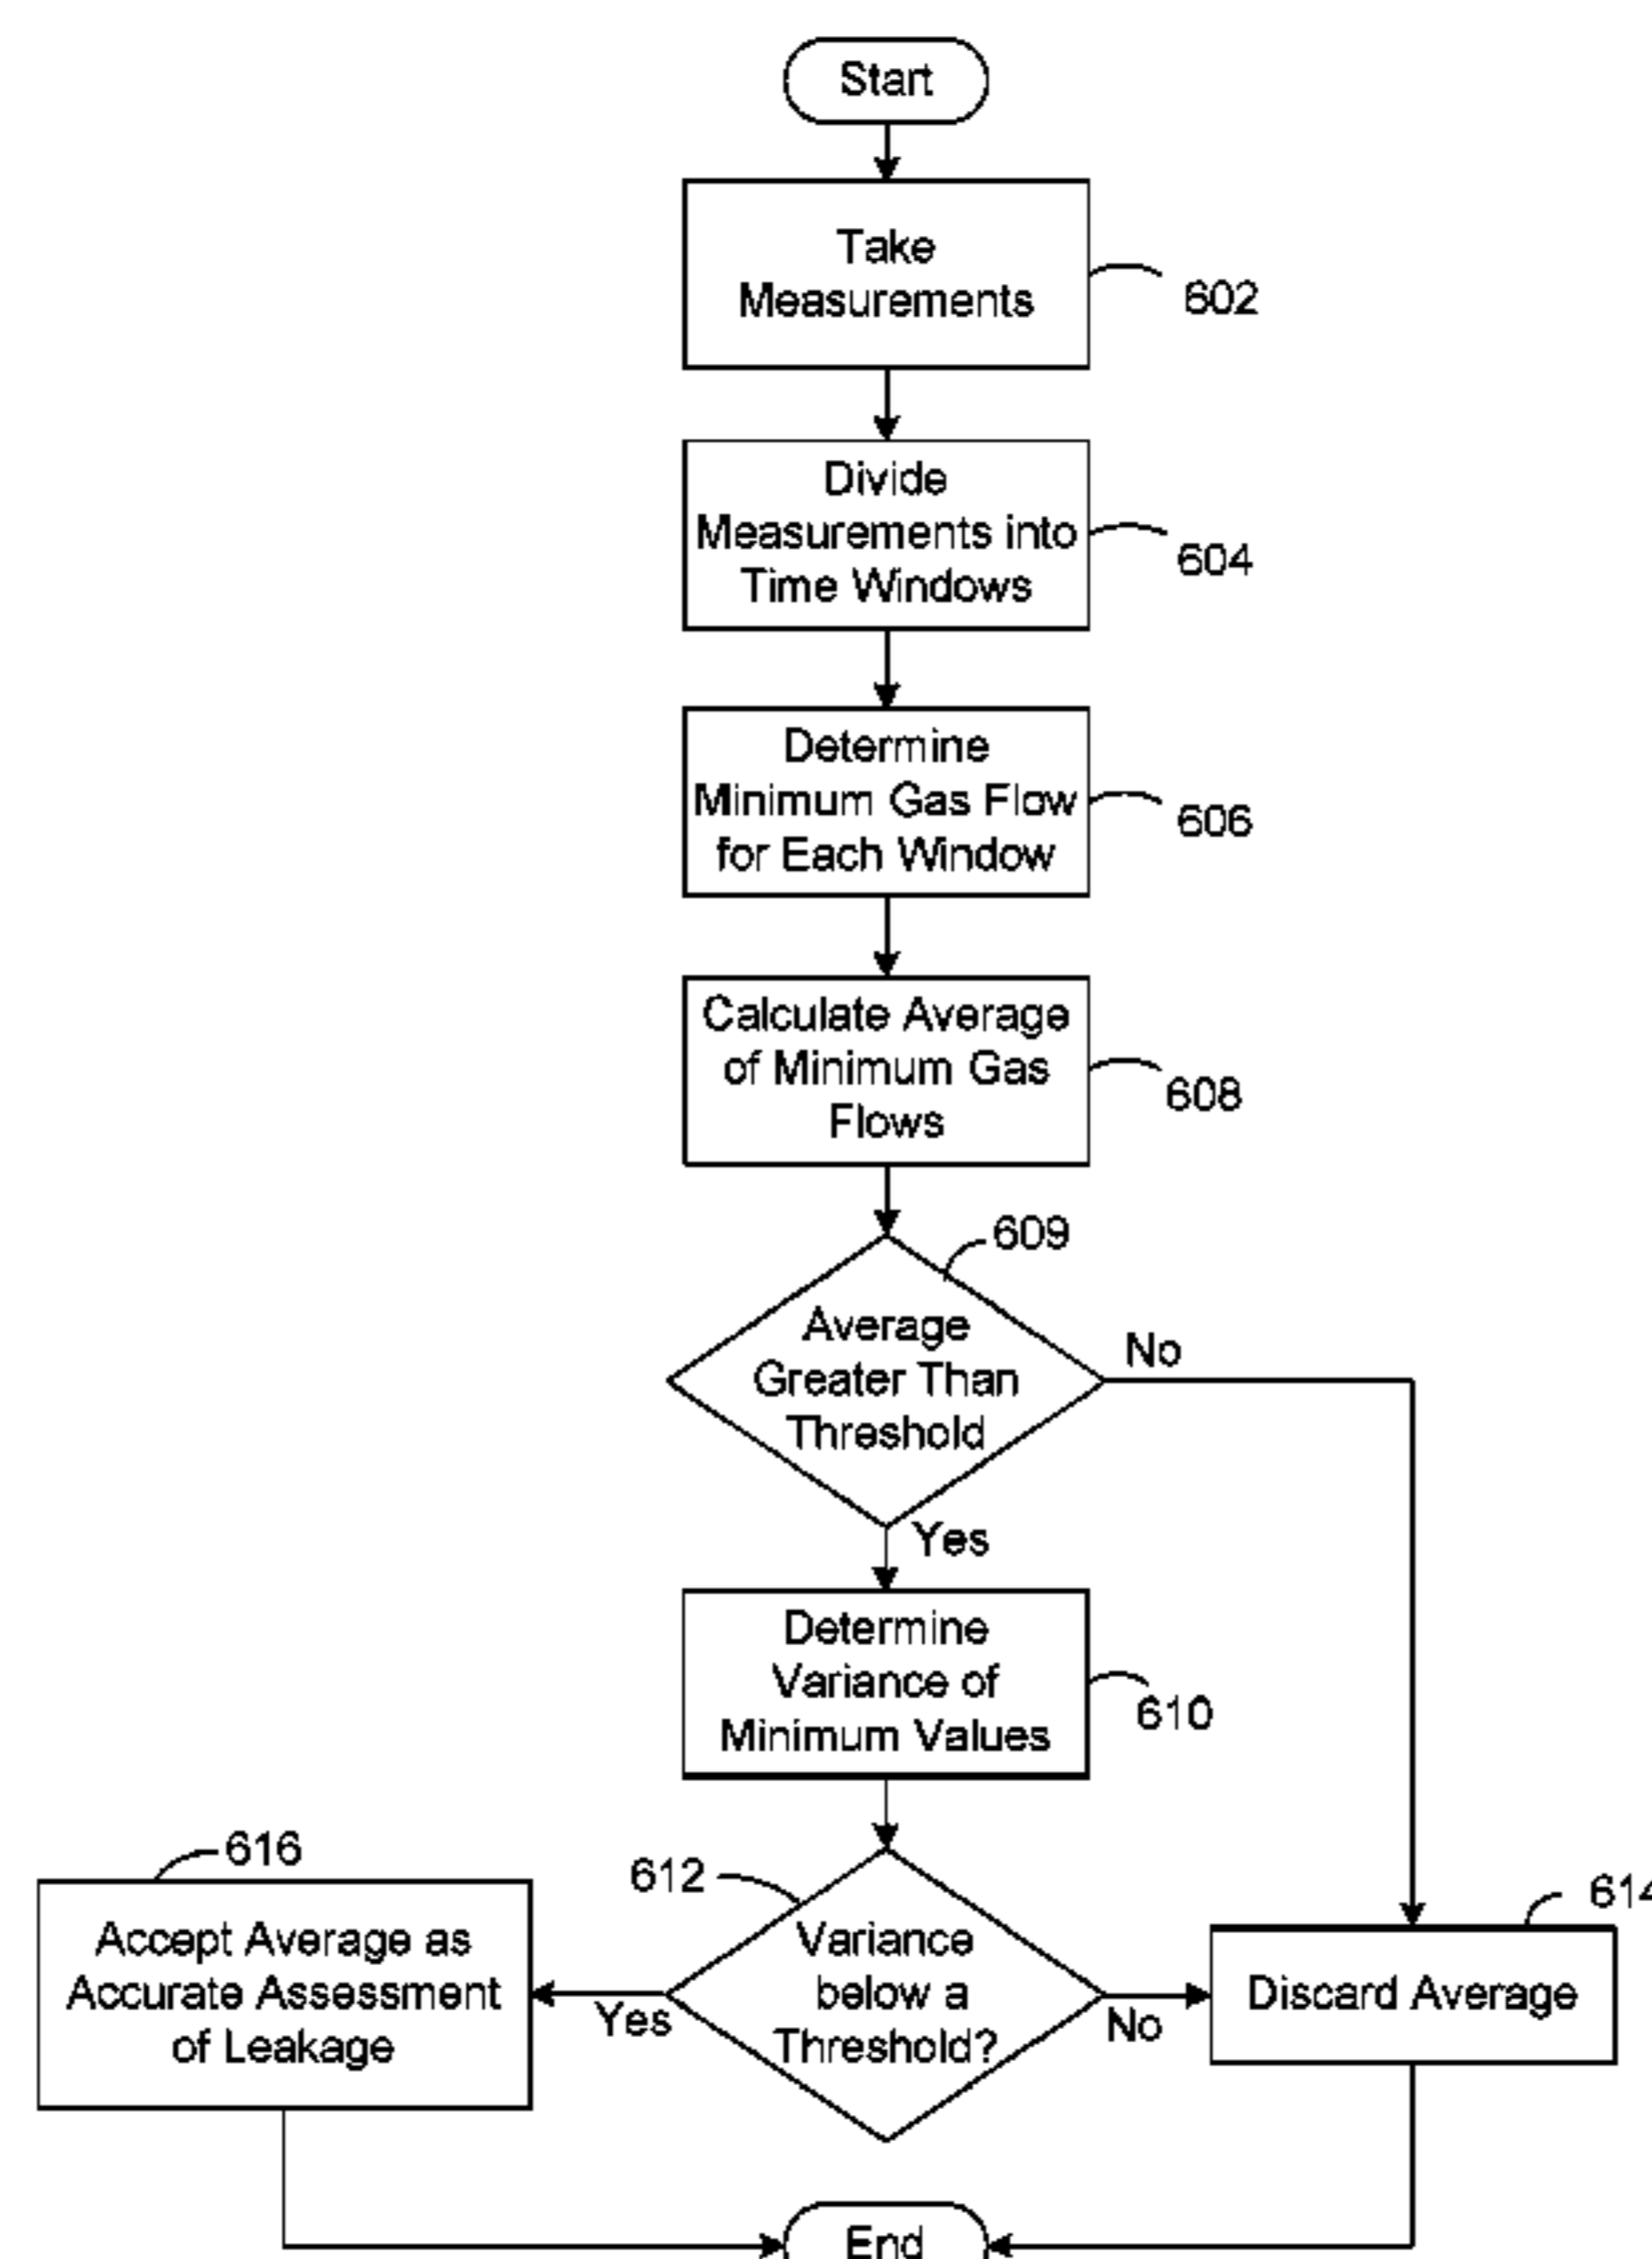 Start
Take
Measurements
602
Divide
Measurements into
Time Windows
604
Determine
Minimum Gas Flow
for Each Window
606
Calculate Average
of Minimum Gas
Flows
608
609
Average
Greater Than
Threshold
No
Yes
Determine
Variance of
Minimum Values
610
616
Accept Average as
Accurate Assessment
of Leakage
612
Variance
below a
Threshold?
Yes
No
614
Discard Average
End